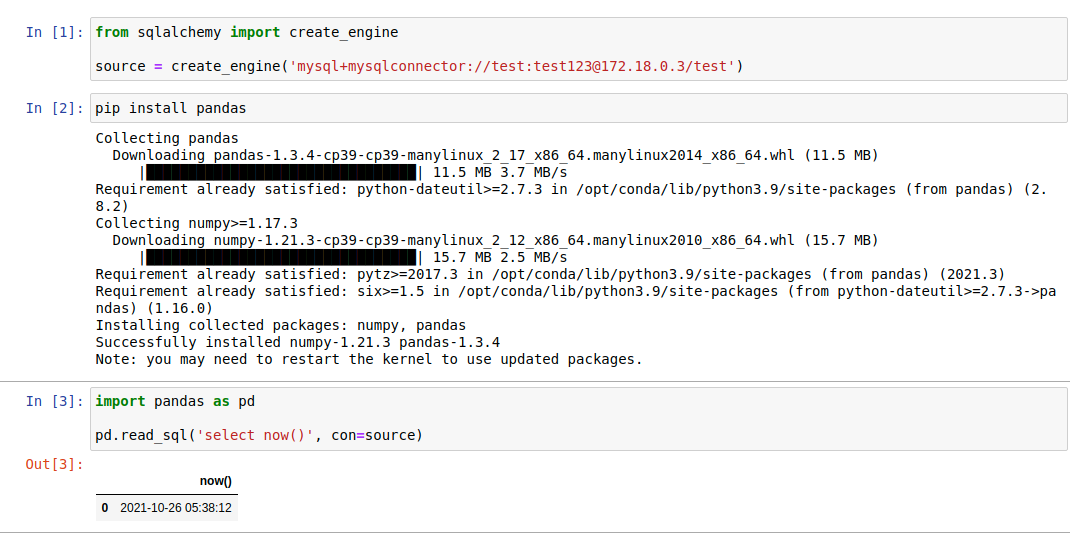 In [1]: from sqlalchemy import create_engine
source = create_engine('mysql+mysqlconnector://test:test123@172.18.0.3/test')
In [2]: pip install pandas
Collecting pandas
Downloading pandas-1.3.4-cp39-cp39-manylinux_2_17_x86_64.manylinux2014_x86_64.whl (11.5 MB)
|████████████████████████████████| 11.5 MB 3.7 MB/s
Requirement already satisfied: python-dateutil>=2.7.3 in /opt/conda/lib/python3.9/site-packages (from pandas) (2.
8.2)
Collecting numpy>=1.17.3
Downloading numpy-1.21.3-cp39-cp39-manylinux_2_12_x86_64.manylinux2010_x86_64.whl (15.7 MB)
|████████████████████████████████| 15.7 MB 2.5 MB/s
Requirement already satisfied: pytz>=2017.3 in /opt/conda/lib/python3.9/site-packages (from pandas) (2021.3)
Requirement already satisfied: six>=1.5 in /opt/conda/lib/python3.9/site-packages (from python-dateutil>=2.7.3->pa
ndas) (1.16.0)
Installing collected packages: numpy, pandas
Successfully installed numpy-1.21.3 pandas-1.3.4
Note: you may need to restart the kernel to use updated packages.
In [3]: import pandas as pd
pd.read_sql('select now()', con=source)
Out[3]:
now()
0 2021-10-26 05:38:12